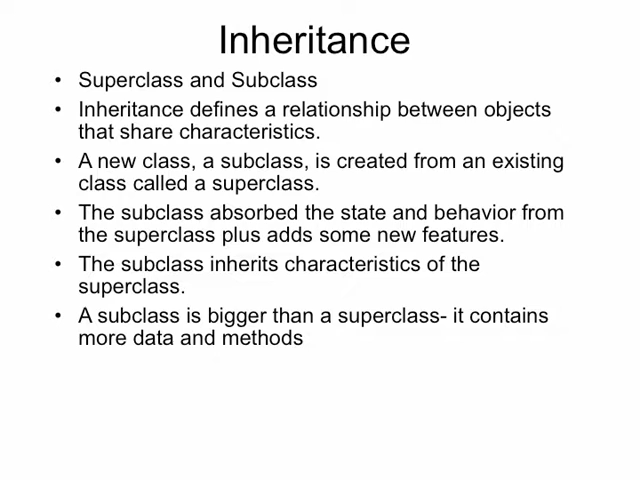 Inheritance
• Superclass and Subclass
• Inheritance defines a relationship between objects
that share characteristics.
• A new class, a subclass, is created from an existing
class called a superclass.
• The subclass absorbed the state and behavior from
the superclass plus adds some new features.
• The subclass inherits characteristics of the
superclass.
• A subclass is bigger than a superclass- it contains
more data and methods